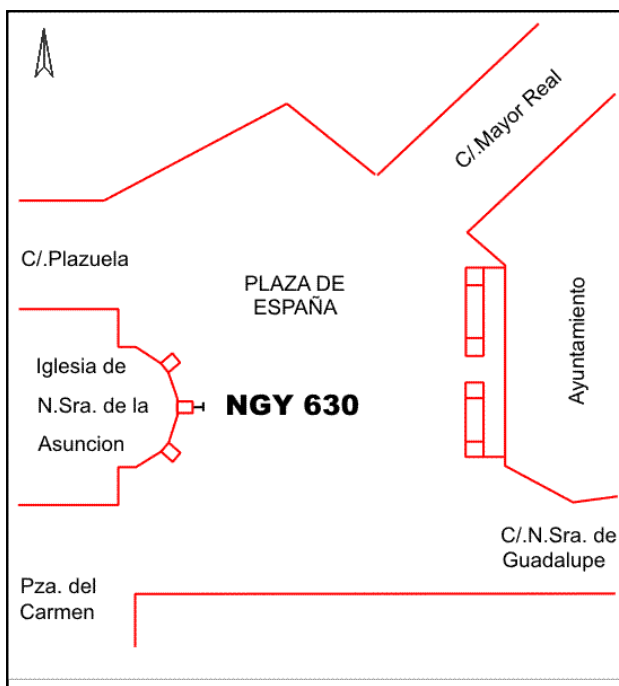 C/.Mayor Real
C/.Plazuela
PLAZA DE
ESPAÑA
Ayuntamiento
Iglesia de
N.Sra. de la
Asuncion
NGY 630
C/.N.Sra. de
Guadalupe
Pza. del
Carmen